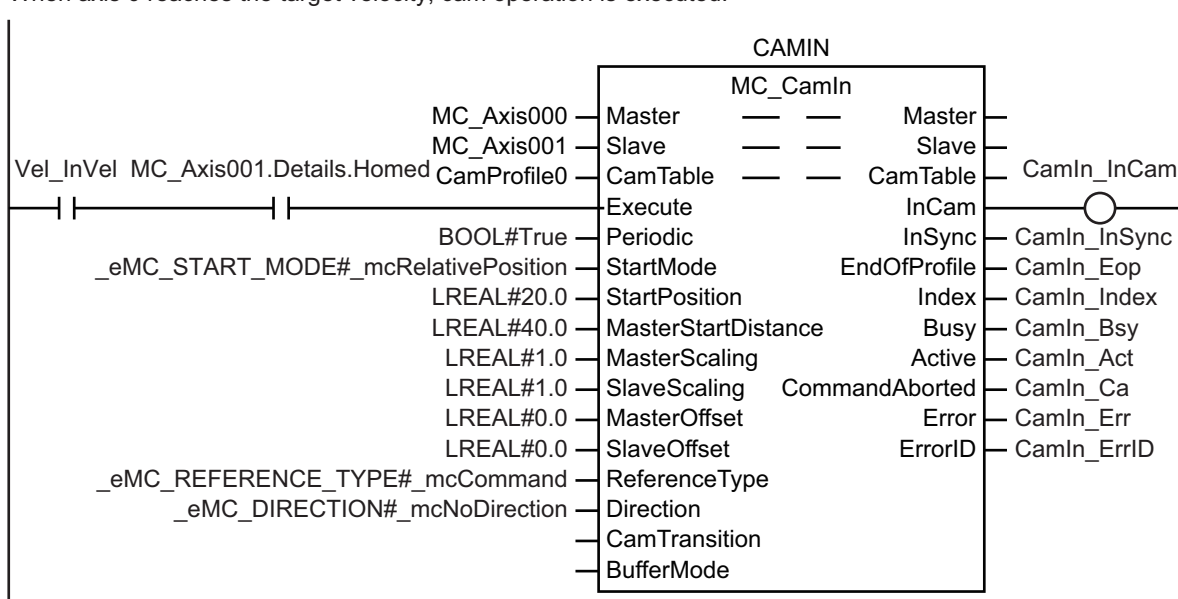 When axis 0 reaches the target velocity, cam operation is executed.
CAMIN
MC_CamIn
MC_Axis000 Master Master
MC_Axis001 Slave Slave
Vel_InVel MC_Axis001.Details.Homed CamProfile0 CamTable CamTable CamIn_InCam
Execute InCam
BOOL#True Periodic InSync CamIn_InSync
_eMC_START_MODE#_mcRelativePosition StartMode EndOfProfile CamIn_Eop
LREAL#20.0 StartPosition Index CamIn_Index
LREAL#40.0 MasterStartDistance Busy CamIn_Bsy
LREAL#1.0 MasterScaling Active CamIn_Act
LREAL#1.0 SlaveScaling CommandAborted CamIn_Ca
LREAL#0.0 MasterOffset Error CamIn_Err
LREAL#0.0 SlaveOffset ErrorID CamIn_ErrID
_eMC_REFERENCE_TYPE#_mcCommand ReferenceType
_eMC_DIRECTION#_mcNoDirection Direction
CamTransition
BufferMode